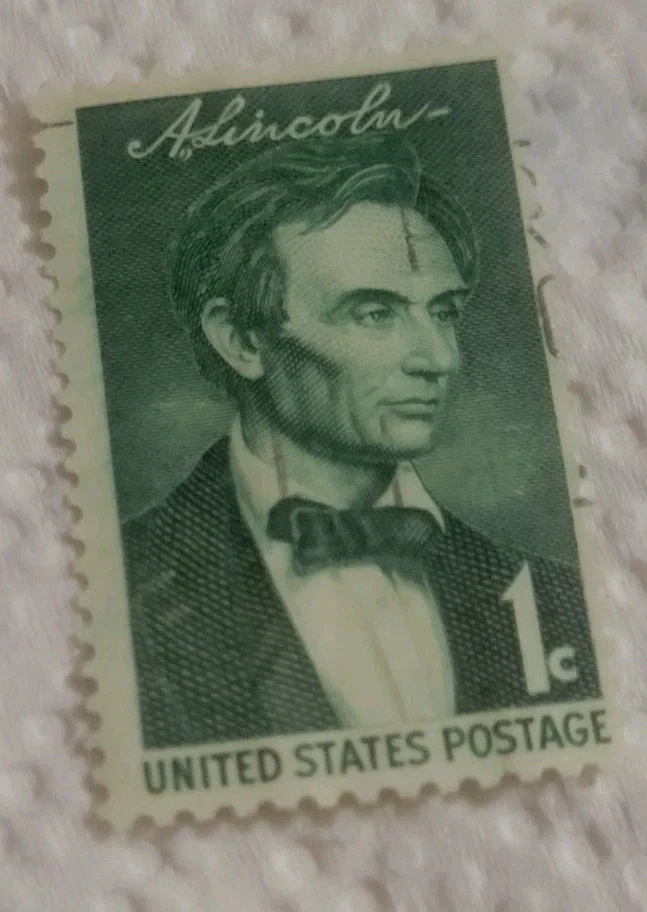 A. Lincoln
1c
UNITED STATES POSTAGE